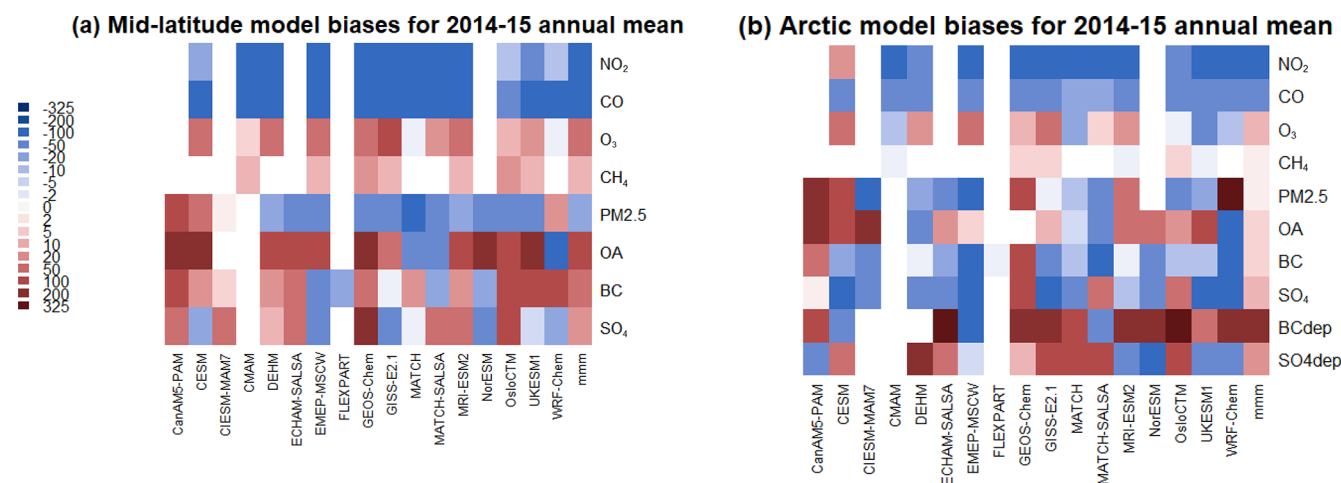 (a) Mid-latitude model biases for 2014-15 annual mean
NO₂
CO
O₃
CH₄
PM2.5
OA
BC
SO₄
-325
-200
-100
-50
-20
-10
-5
-2
0
2
5
10
20
50
100
200
325
CanAM5-PAM
CESM
CIESM-MAM7
CMAM
DEHM
ECHAM-SALSA
EMEP-MSCW
FLEXPART
GEOS-Chem
GISS-E2.1
MATCH
MATCH-SALSA
MRI-ESM2
NorESM
OsloCTM
UKESM1
WRF-Chem
mmm
(b) Arctic model biases for 2014-15 annual mean
NO₂
CO
O₃
CH₄
PM2.5
OA
BC
SO₄
BCdep
SO4dep
CanAM5-PAM
CESM
CIESM-MAM7
CMAM
DEHM
ECHAM-SALSA
EMEP-MSCW
FLEXPART
GEOS-Chem
GISS-E2.1
MATCH
MATCH-SALSA
MRI-ESM2
NorESM
OsloCTM
UKESM1
WRF-Chem
mmm